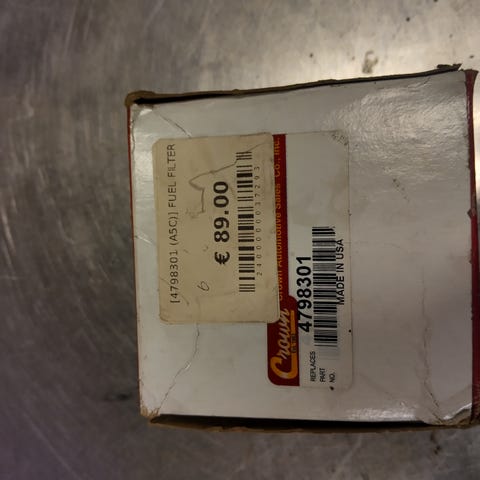 [4798301 (A5C)] FUEL FILTER
€ 89.00
2400000037293
Crown
Crown Automotive Sales Co., Inc.
REPLACES
PART
NO.
4798301
MADE IN USA